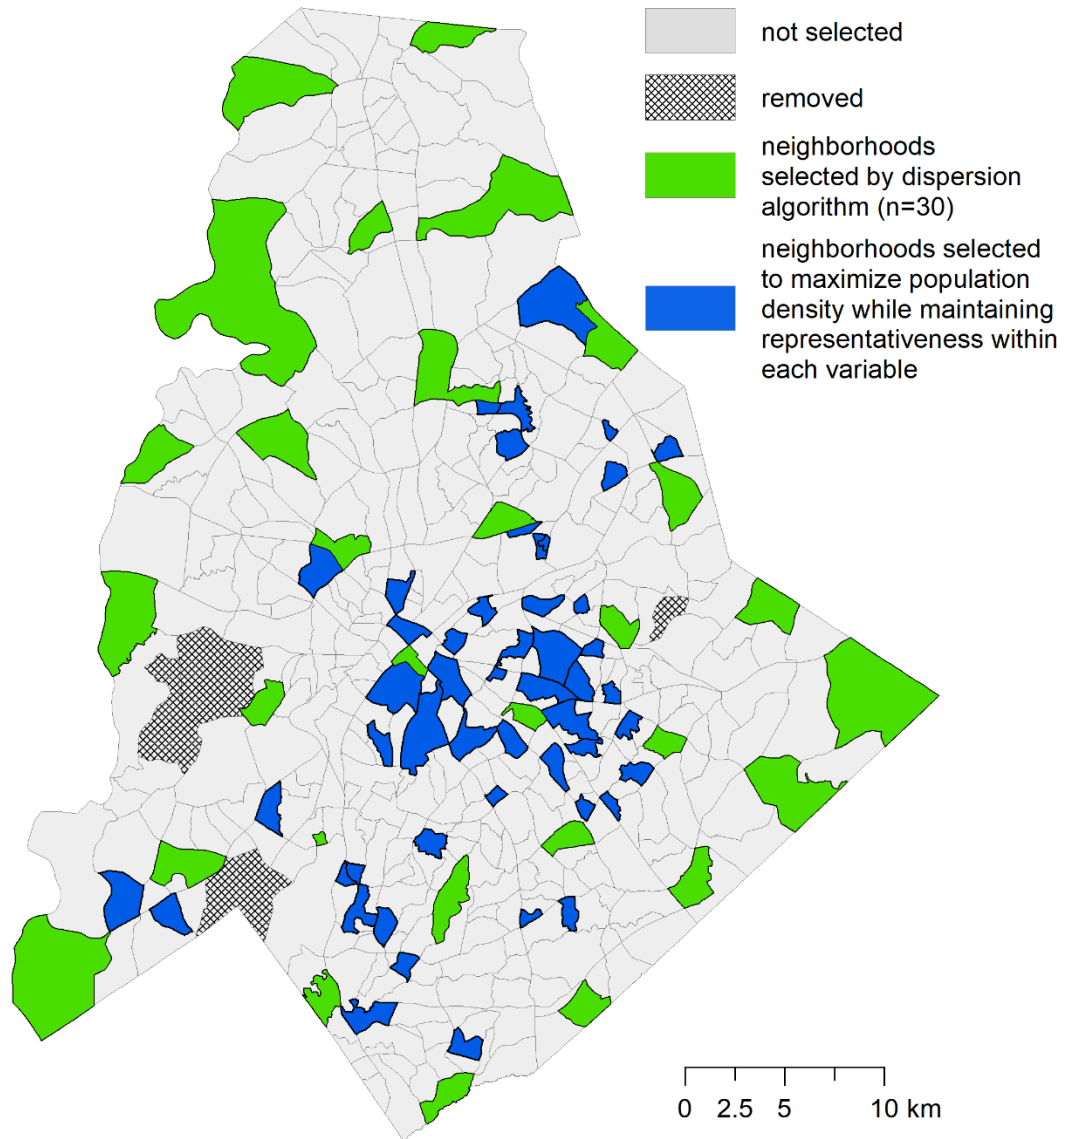 not selected
removed
neighborhoods
selected by dispersion
algorithm (n=30)
neighborhoods selected
to maximize population
density while maintaining
representativeness within
each variable
0 2.5 5 10 km